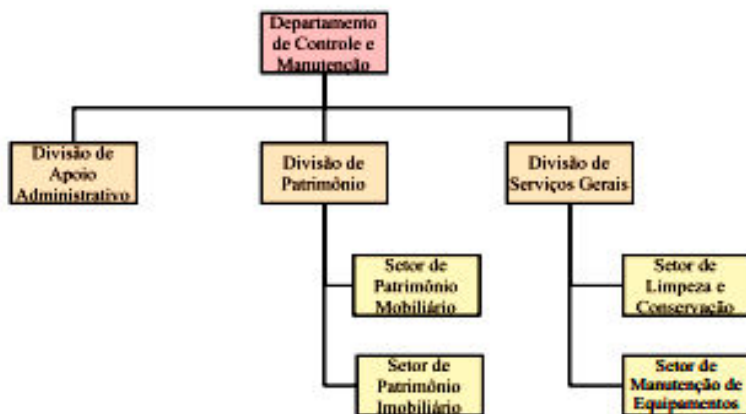 Departamento
de Controle e
Manutenção
Divisão de
Apoio
Administrativo
Divisão de
Patrimônio
Divisão de
Serviços Gerais
Setor de
Patrimônio
Mobiliário
Setor de
Limpeza e
Conservação
Setor de
Patrimônio
Imobiliário
Setor de
Manutenção de
Equipamentos